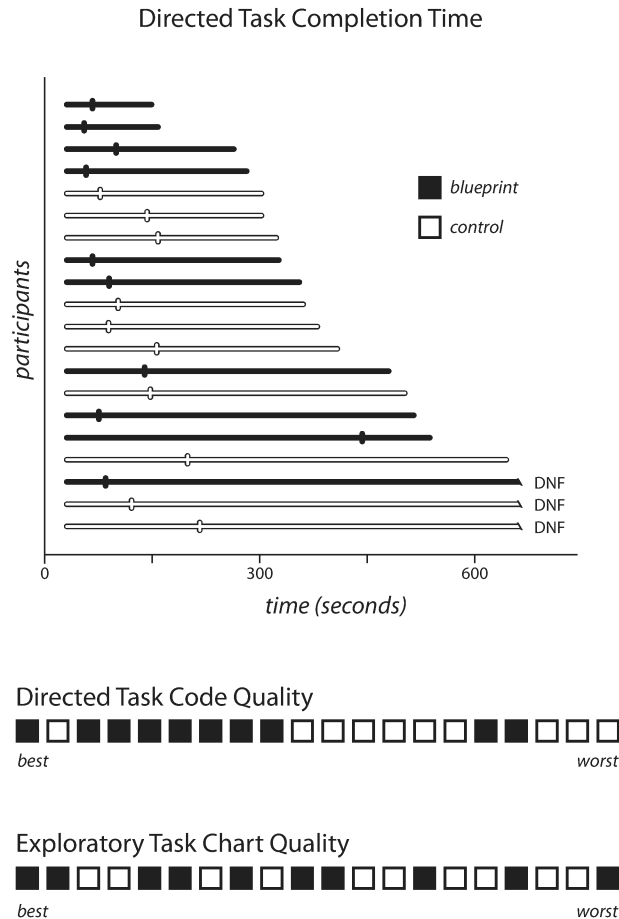 Directed Task Completion Time
blueprint
control
participants
DNF
DNF
DNF
0 300 600
time (seconds)
Directed Task Code Quality
best worst
Exploratory Task Chart Quality
best worst